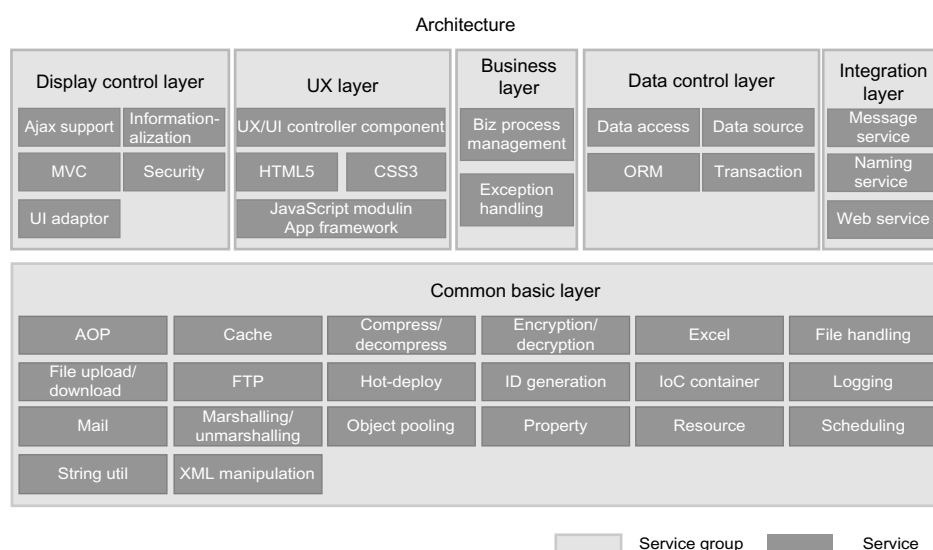 Architecture
Display control layer
Ajax support
Information-
alization
MVC
Security
UI adaptor
UX layer
UX/UI controller component
HTML5
CSS3
JavaScript modulin
App framework
Business
layer
Biz process
management
Exception
handling
Data control layer
Data access
Data source
ORM
Transaction
Integration
layer
Message
service
Naming
service
Web service
Common basic layer
AOP
Cache
Compress/
decompress
Encryption/
decryption
Excel
File handling
File upload/
download
FTP
Hot-deploy
ID generation
IoC container
Logging
Mail
Marshalling/
unmarshalling
Object pooling
Property
Resource
Scheduling
String util
XML manipulation
Service group
Service